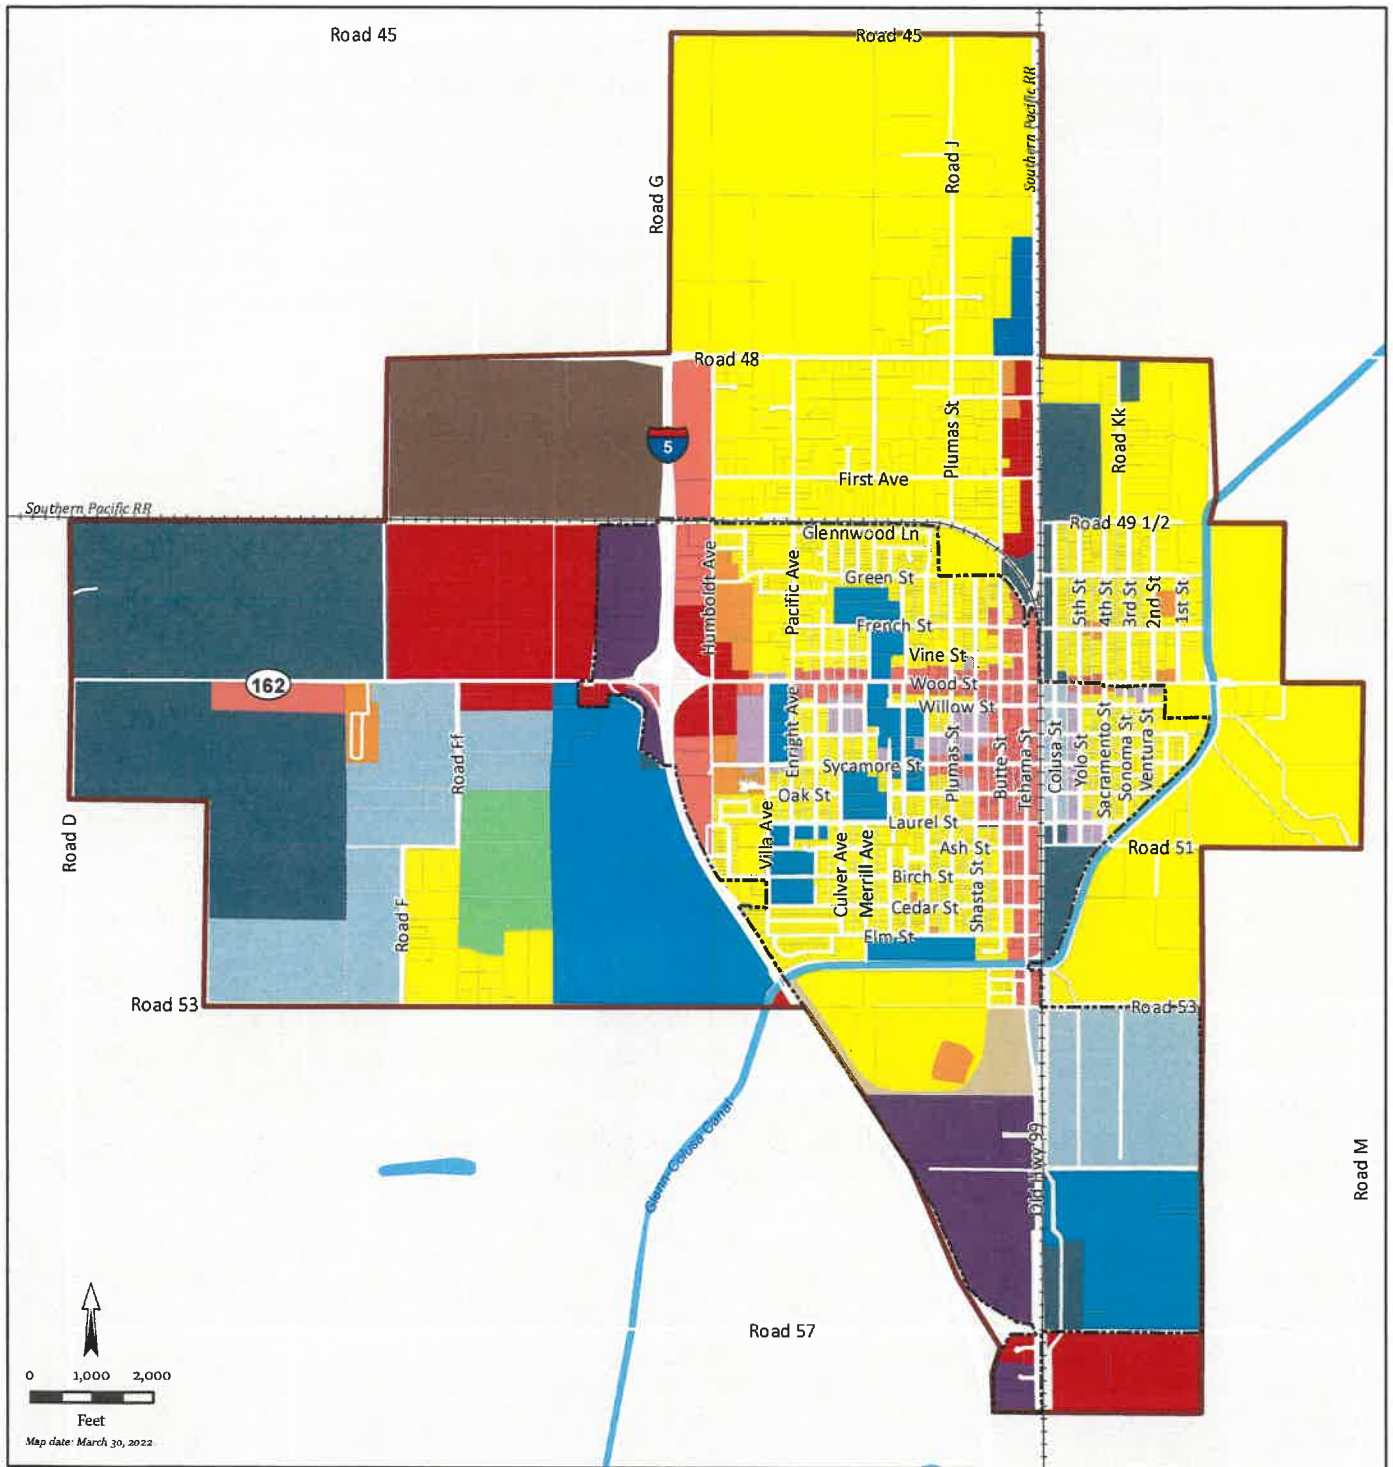 Road 45
Road 45
Southern Pacific RR
Road J
Road G
Road 48
5
Plumas St
Road Kk
First Ave
Southern Pacific RR
Road 49 1/2
Glennwood Ln
Humboldt Ave
Pacific Ave
Green St
5th St
4th St
3rd St
2nd St
1st St
French St
Vine St
162
Wood St
Willow St
Enright Ave
Road Ff
Sycamore St
Plumas St
Butte St
Tehama St
Colusa St
Yolo St
Sacramento St
Sonoma St
Ventura St
Oak St
Road D
Villa Ave
Laurel St
Culver Ave
Merrill Ave
Ash St
Road 51
Birch St
Shasta St
Road F
Cedar St
Elm St
Road 53
Road 53
Glenn-Colusa Canal
Old Hwy 99
Road M
Road 57
0 1,000 2,000
Feet
Map date: March 30, 2022